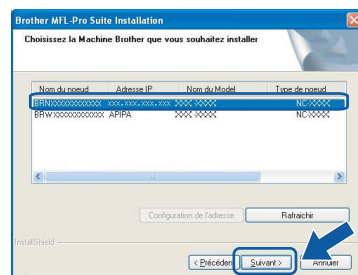 Brother MFL-Pro Suite Installation
Choisissez la Machine Brother que vous souhaitez installer
Nom du noeud Adresse IP Nom du Model Type de noeud
BRNxxxxxxxxxxxx xxx.xxx.xxx.xxx XXX-XXXX NC-XXXX
BRWxxxxxxxxxxxx APIPA XXX-XXXX NC-XXXX
Configuration de l'adresse Rafraichir
InstallShield
< Précédent Suivant > Annuler